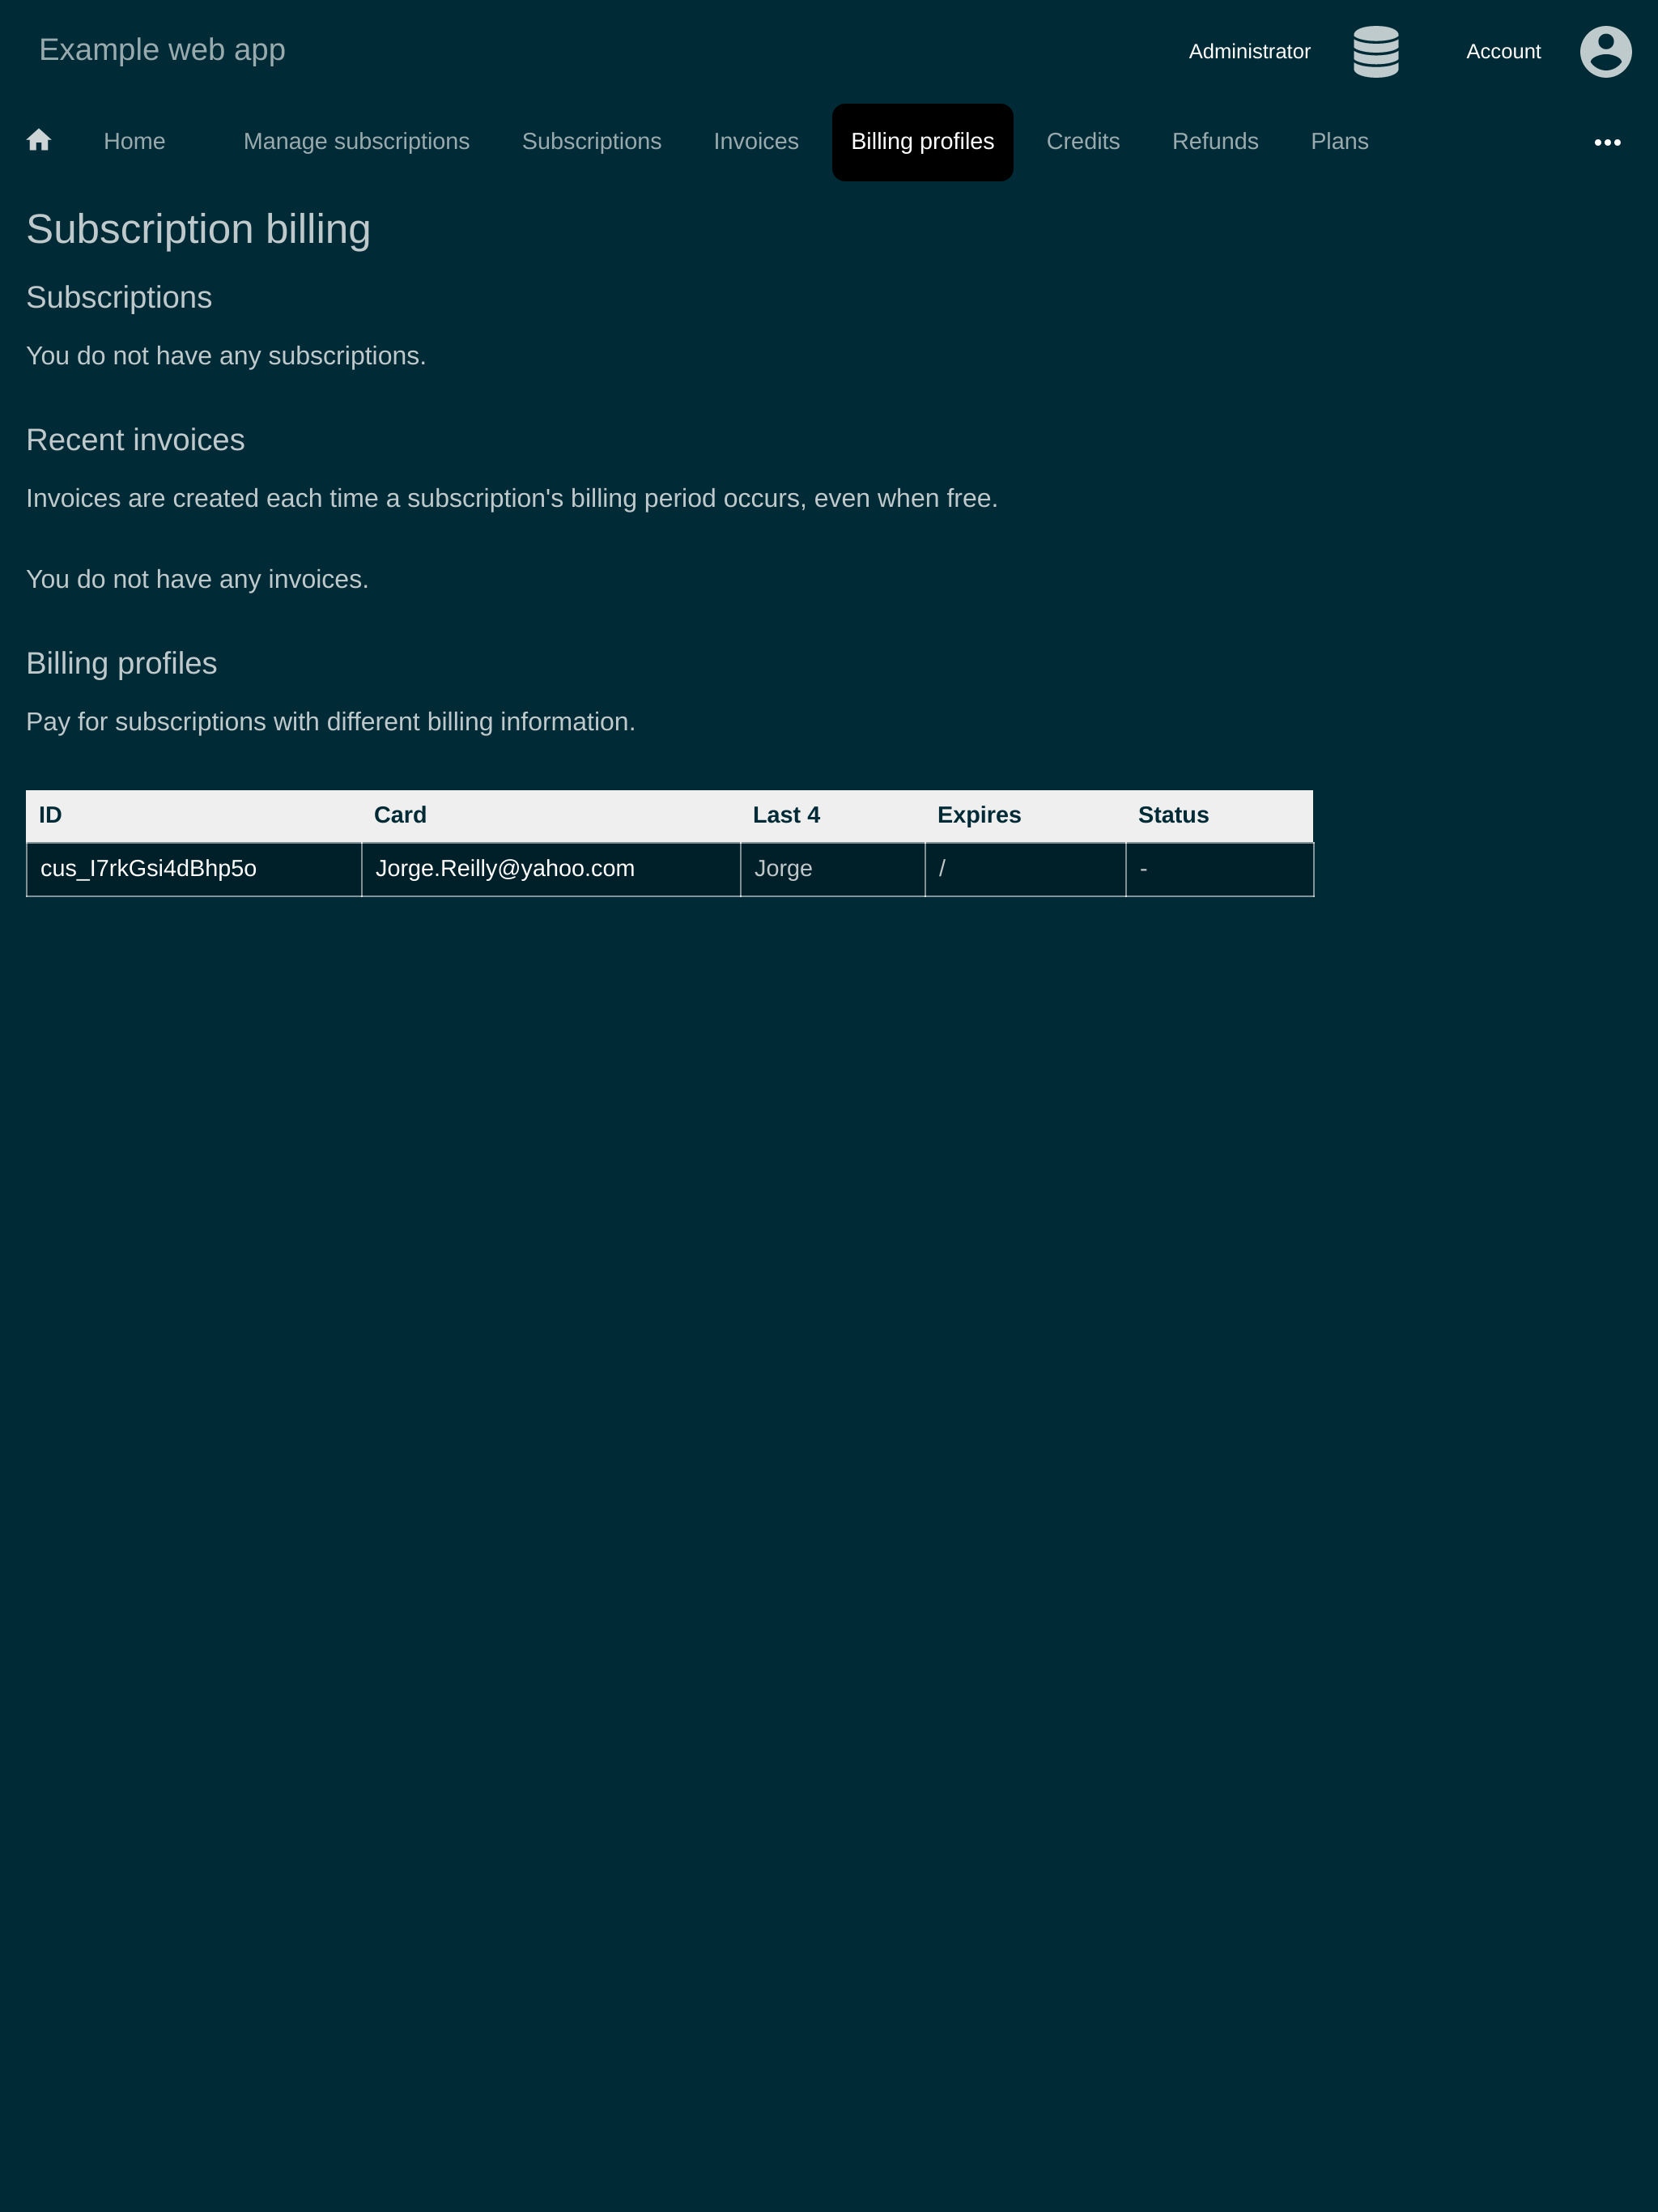 Example web app
Administrator
Account
Home
Manage subscriptions
Subscriptions
Invoices
Billing profiles
Credits
Refunds
Plans
•••
Subscription billing
Subscriptions
You do not have any subscriptions.
Recent invoices
Invoices are created each time a subscription's billing period occurs, even when free.
You do not have any invoices.
Billing profiles
Pay for subscriptions with different billing information.
ID Card Last 4 Expires Status
cus_I7rkGsi4dBhp5o Jorge.Reilly@yahoo.com Jorge / -